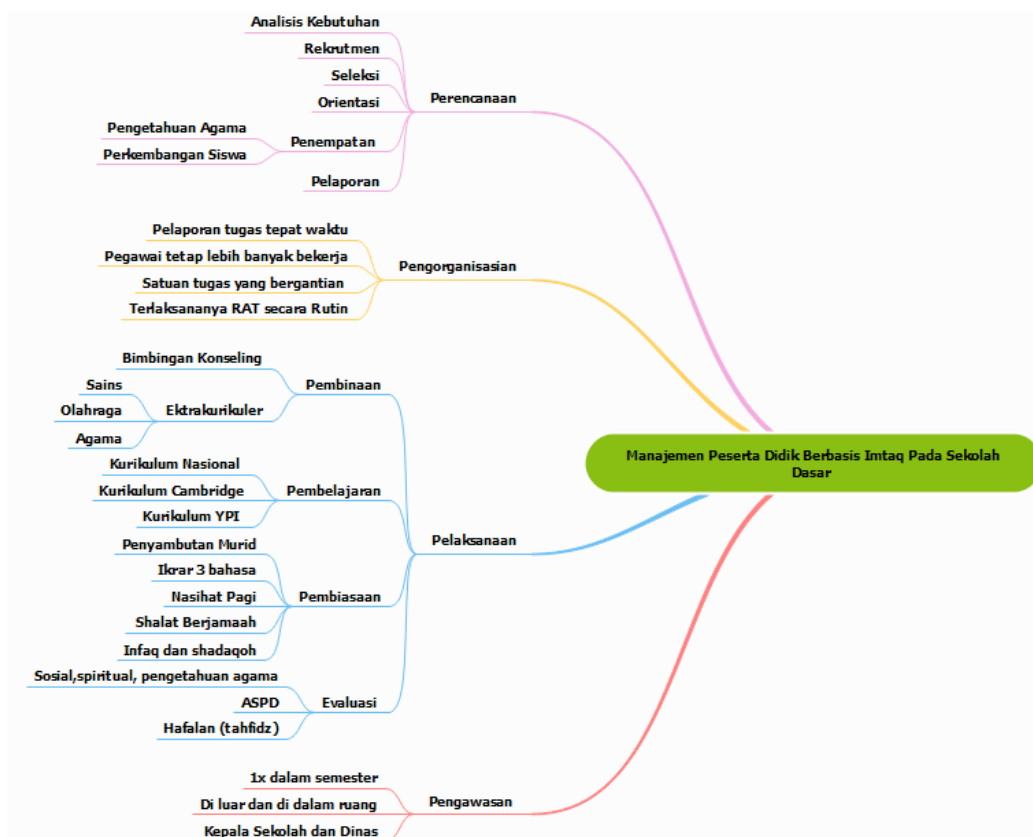 Analisis Kebutuhan
Rekrutmen
Seleksi
Orientasi
Perencanaan
Pengetahuan Agama
Perkembangan Siswa
Penempatan
Pelaporan
Pelaporan tugas tepat waktu
Pegawai tetap lebih banyak bekerja
Satuan tugas yang bergantian
Terlaksananya RAT secara Rutin
Pengorganisasian
Bimbingan Konseling
Pembinaan
Sains
Olahraga
Agama
Ektrakurikuler
Manajemen Peserta Didik Berbasis Imtaq Pada Sekolah
Dasar
Kurikulum Nasional
Kurikulum Cambridge
Kurikulum YPI
Pembelajaran
Pelaksanaan
Penyambutan Murid
Ikrar 3 bahasa
Nasihat Pagi
Shalat Berjamaah
Infaq dan shadaqoh
Pembiasaan
Sosial,spiritual, pengetahuan agama
ASPD
Hafalan (tahfidz)
Evaluasi
1x dalam semester
Di luar dan di dalam ruang
Kepala Sekolah dan Dinas
Pengawasan